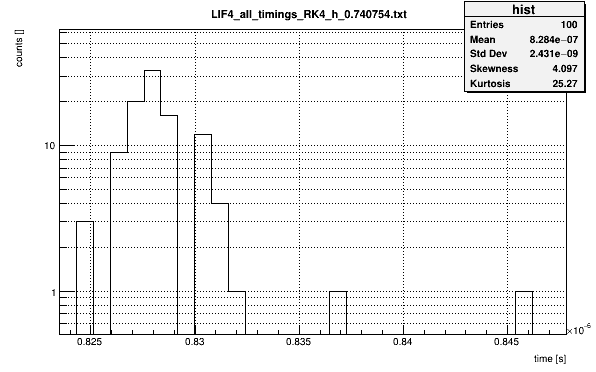 LIF4_all_timings_RK4_h_0.740754.txt
hist
Entries 100
Mean 8.284e−07
Std Dev 2.431e−09
Skewness 4.097
Kurtosis 25.27
counts []
10
1
0.825 0.83 0.835 0.84 0.845
×10⁻⁶
time [s]